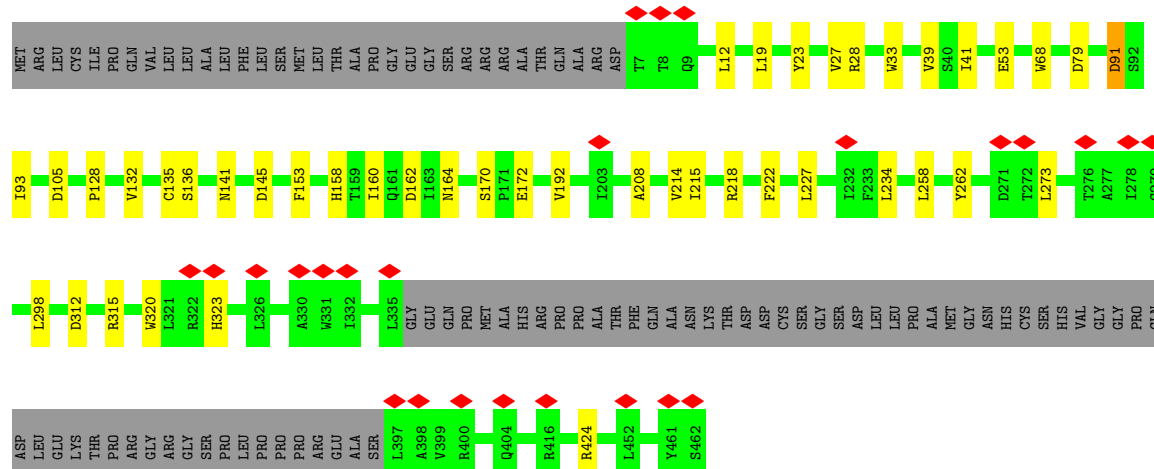 MET ARG LEU CYS ILE PRO GLN VAL LEU LEU ALA LEU PHE LEU SER MET LEU THR ALA PRO GLY GLU GLY SER ARG ARG ARG ALA THR GLN ALA ARG ASP T7 T8 Q9 L12 L19 Y23 V27 R28 W33 V39 S40 I41 E53 W68 D79 D91 S92
I93 D105 P128 V132 C135 S136 N141 D145 F153 H158 T159 I160 Q161 D162 I163 N164 S170 P171 E172 V192 I203 A208 V214 I215 R218 F222 L227 I232 F233 L234 L258 Y262 D271 T272 L273 T276 A277 I278
L298 D312 R315 W320 L321 R322 H323 L326 A330 W331 I332 L335 GLY GLU GLN PRO MET ALA HIS ARG PRO PRO ALA THR PHE GLN ALA ASN LYS THR ASP ASP CYS SER GLY SER ASP LEU LEU PRO ALA MET GLY ASN HIS CYS SER HIS VAL GLY GLY PRO GLN
ASP LEU GLU LYS THR PRO ARG GLY ARG GLY SER PRO LEU PRO PRO PRO ARG GLU ALA SER L397 A398 V399 R400 Q404 R416 R424 L452 Y461 S462